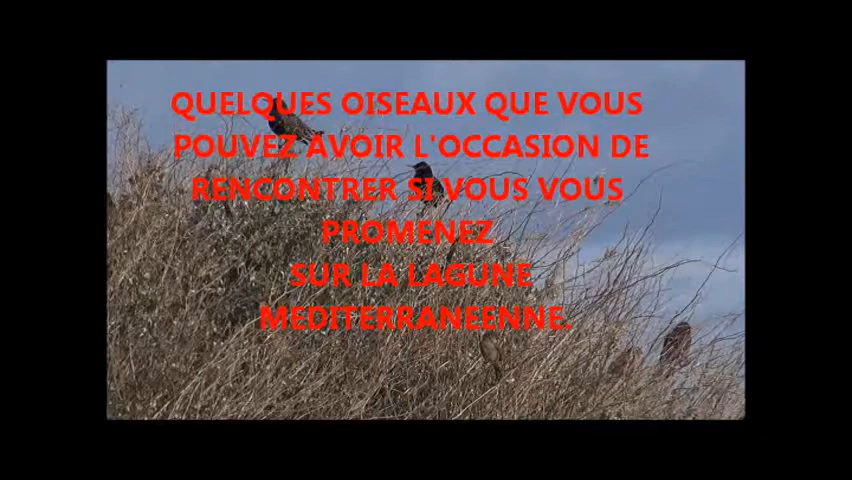 QUELQUES OISEAUX QUE VOUS
POUVEZ AVOIR L'OCCASION DE
RENCONTRER SI VOUS VOUS
PROMENEZ
SUR LA LAGUNE
MEDITERRANEENNE.